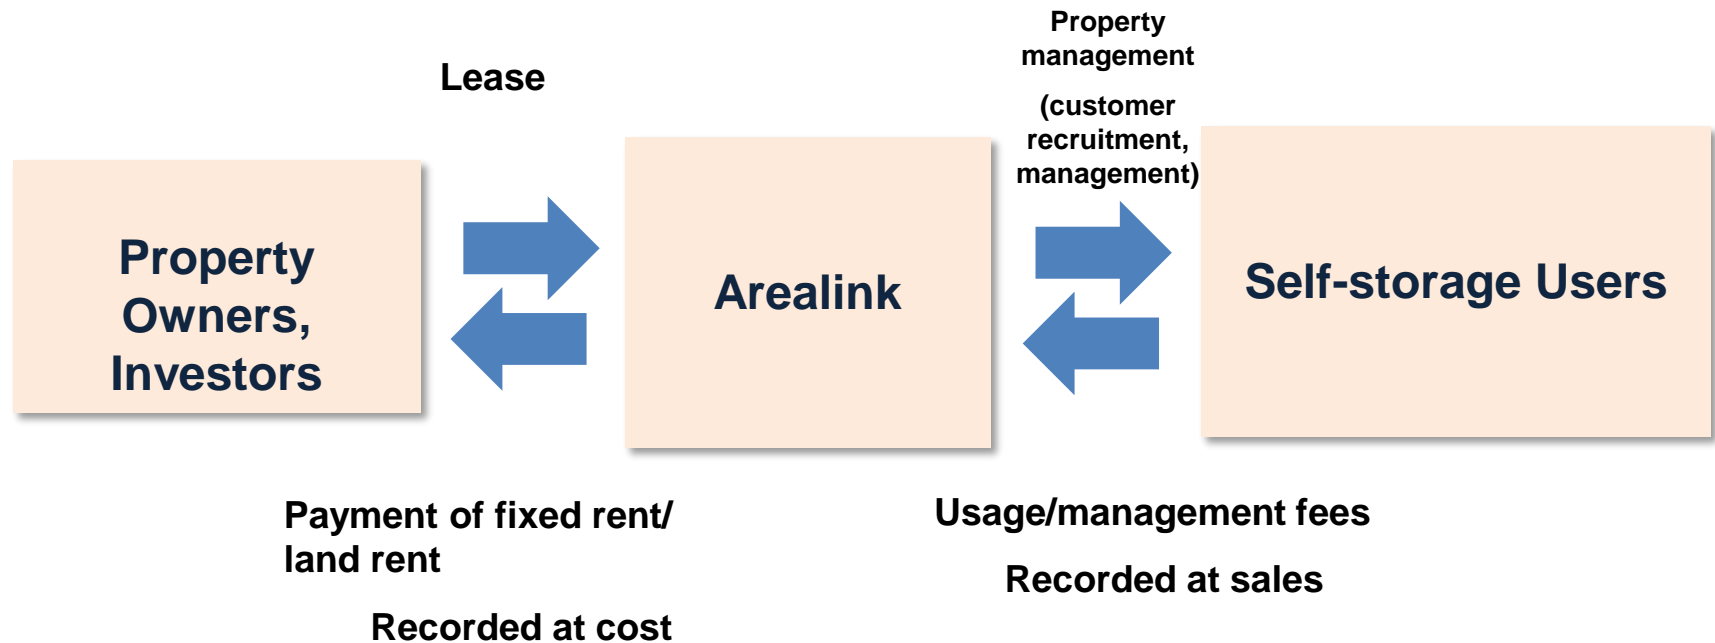 Property
management
(customer
recruitment,
management)
Lease
Property
Owners,
Investors
Arealink
Self-storage Users
Payment of fixed rent/
land rent
Recorded at cost
Usage/management fees
Recorded at sales